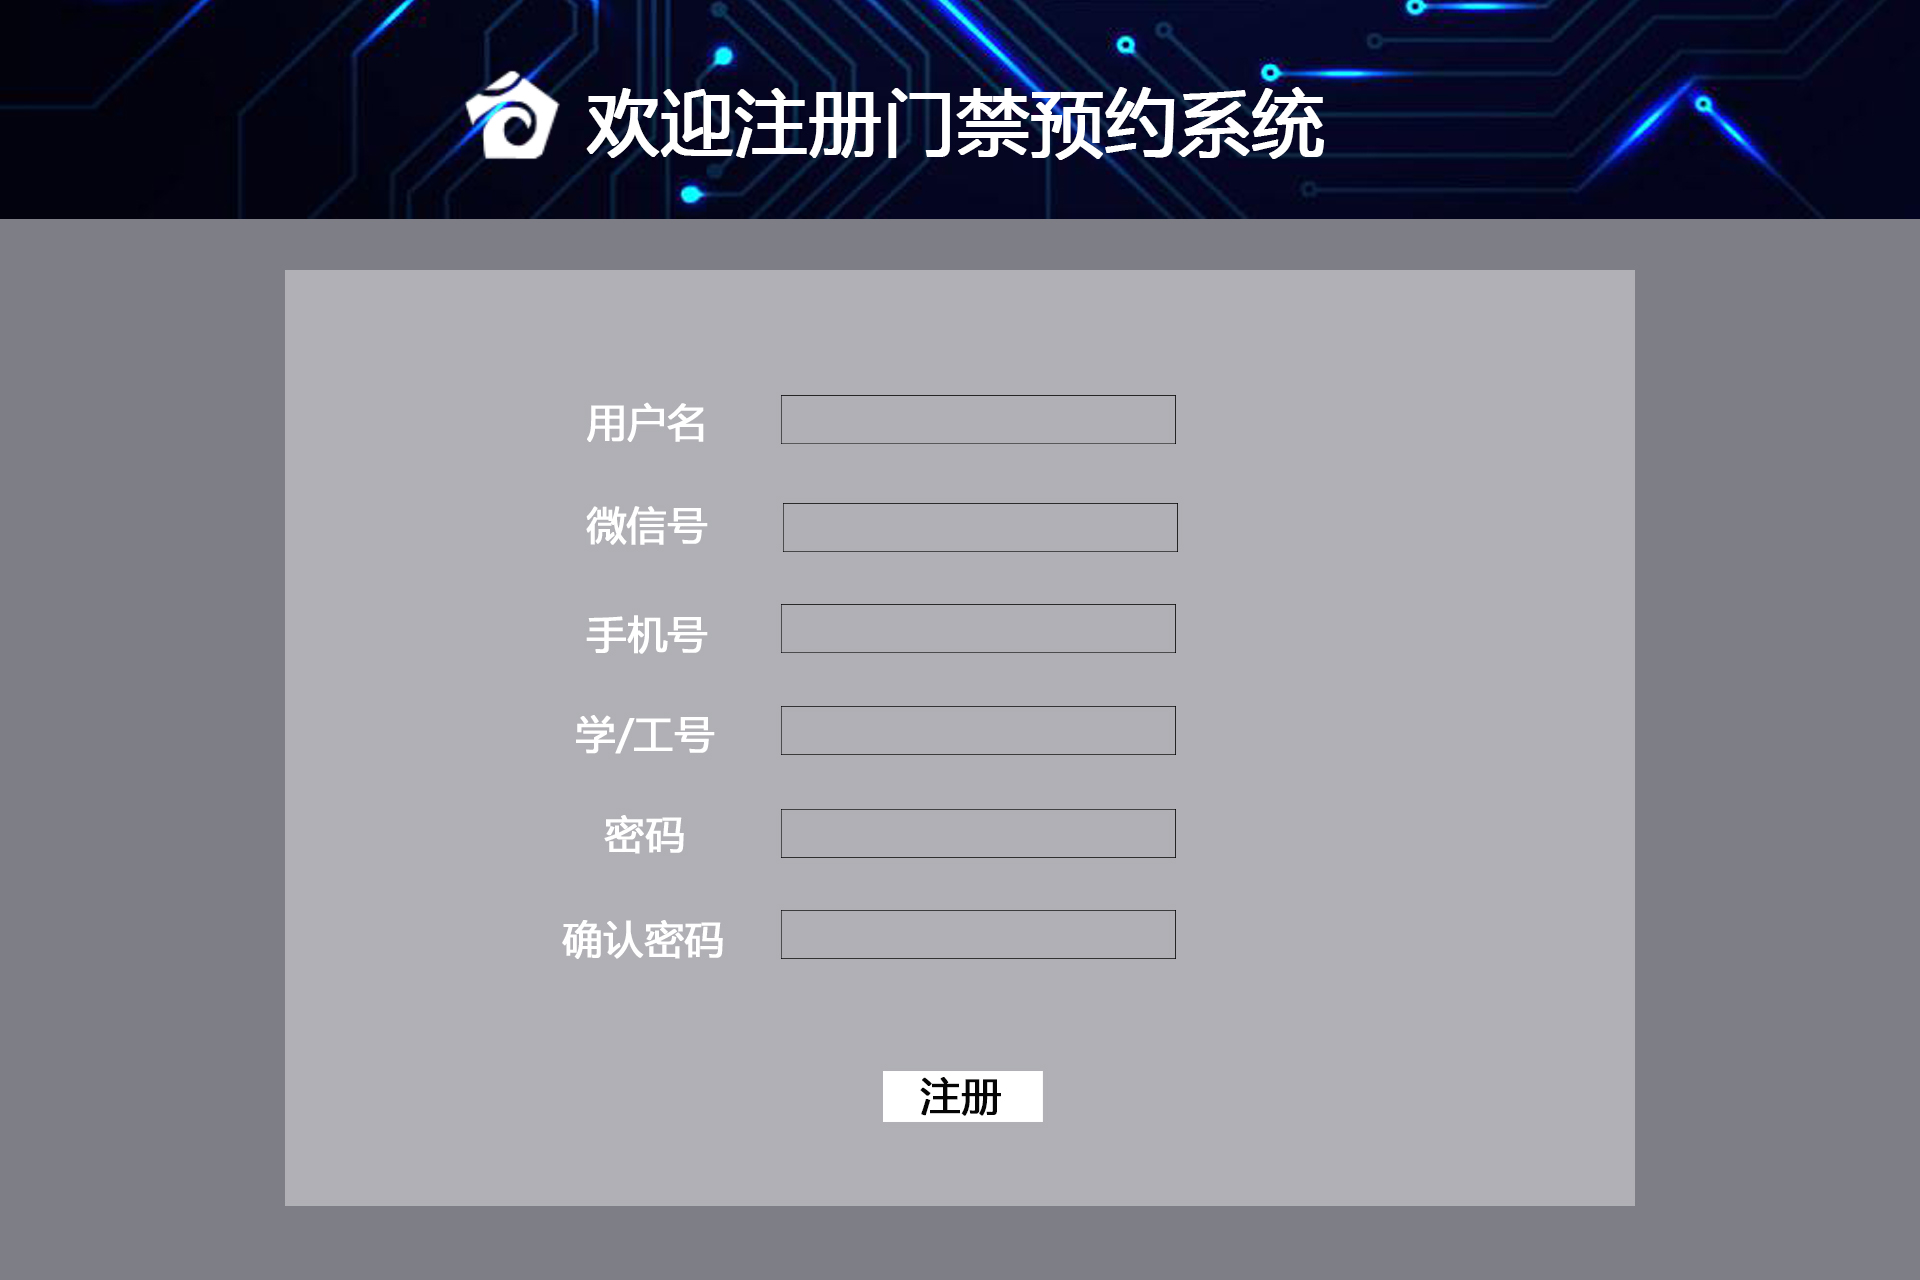 欢迎注册门禁预约系统
用户名
微信号
手机号
学/工号
密码
确认密码
注册